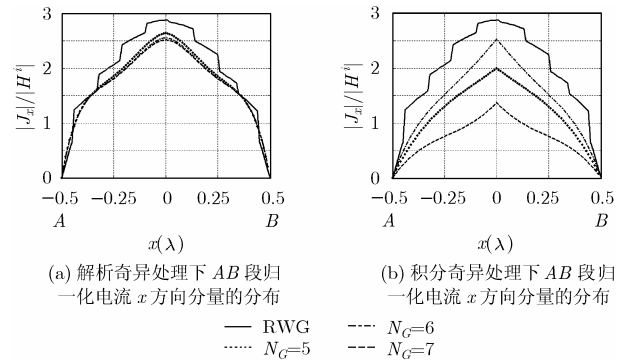 3
2
1
0
|J_x|/|H^i|
−0.5 −0.25 0 0.25 0.5
A B
x(λ)
(a) 解析奇异处理下 AB 段归
一化电流 x 方向分量的分布
3
2
1
0
|J_x|/|H^i|
−0.5 −0.25 0 0.25 0.5
A B
x(λ)
(b) 积分奇异处理下 AB 段归
一化电流 x 方向分量的分布
RWG N_G=6
N_G=5 N_G=7